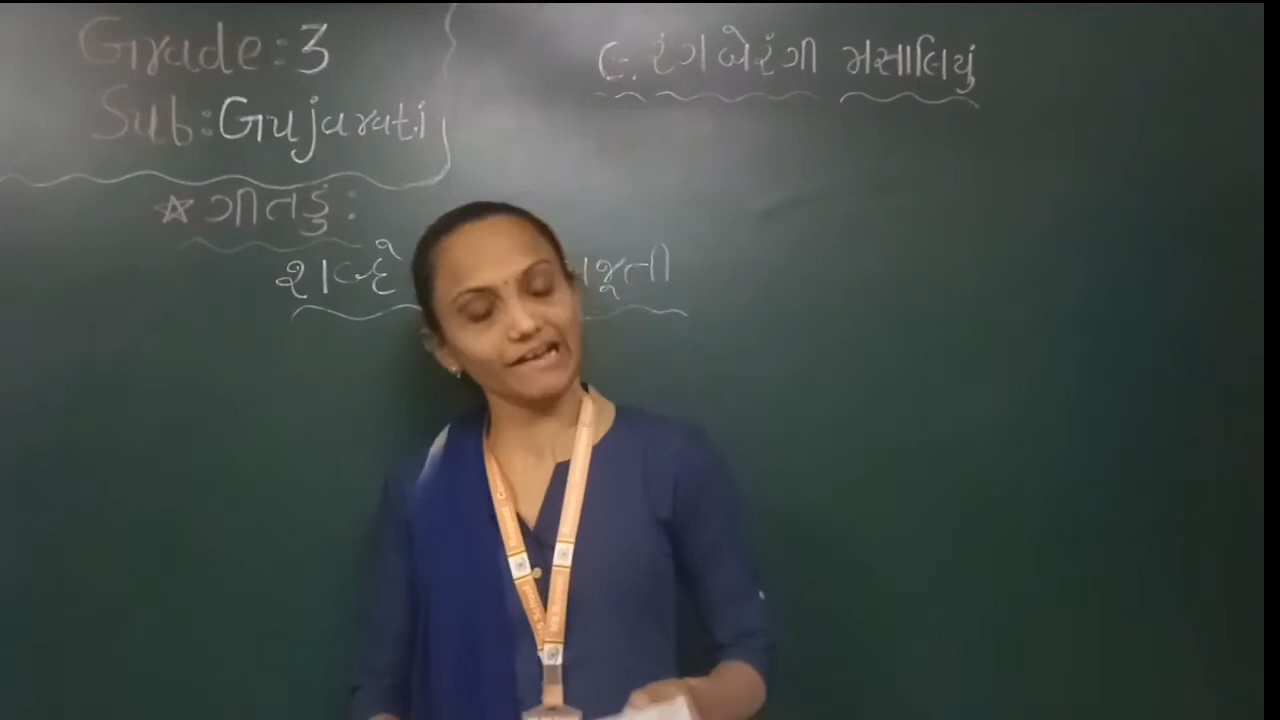 Grade: 3
Sub: Gujarati
૯. રંગબેરંગી મસાલિયું
★ ગીતડું:
શબ્દે જૂતી